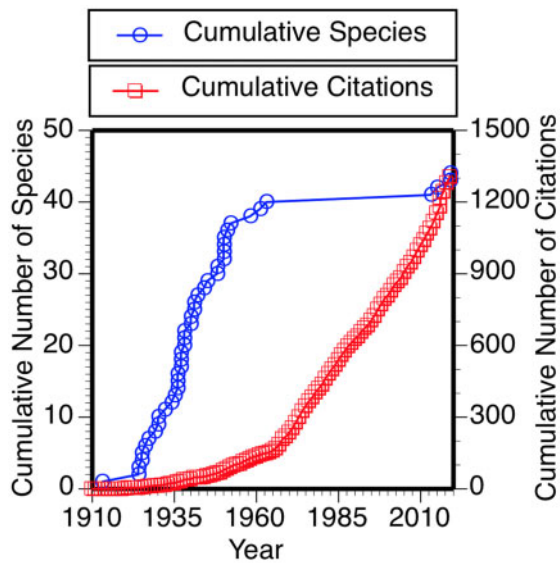 Cumulative Species
Cumulative Citations
50
40
30
20
10
0
Cumulative Number of Species
1500
1200
900
600
300
0
Cumulative Number of Citations
1910 1935 1960 1985 2010
Year